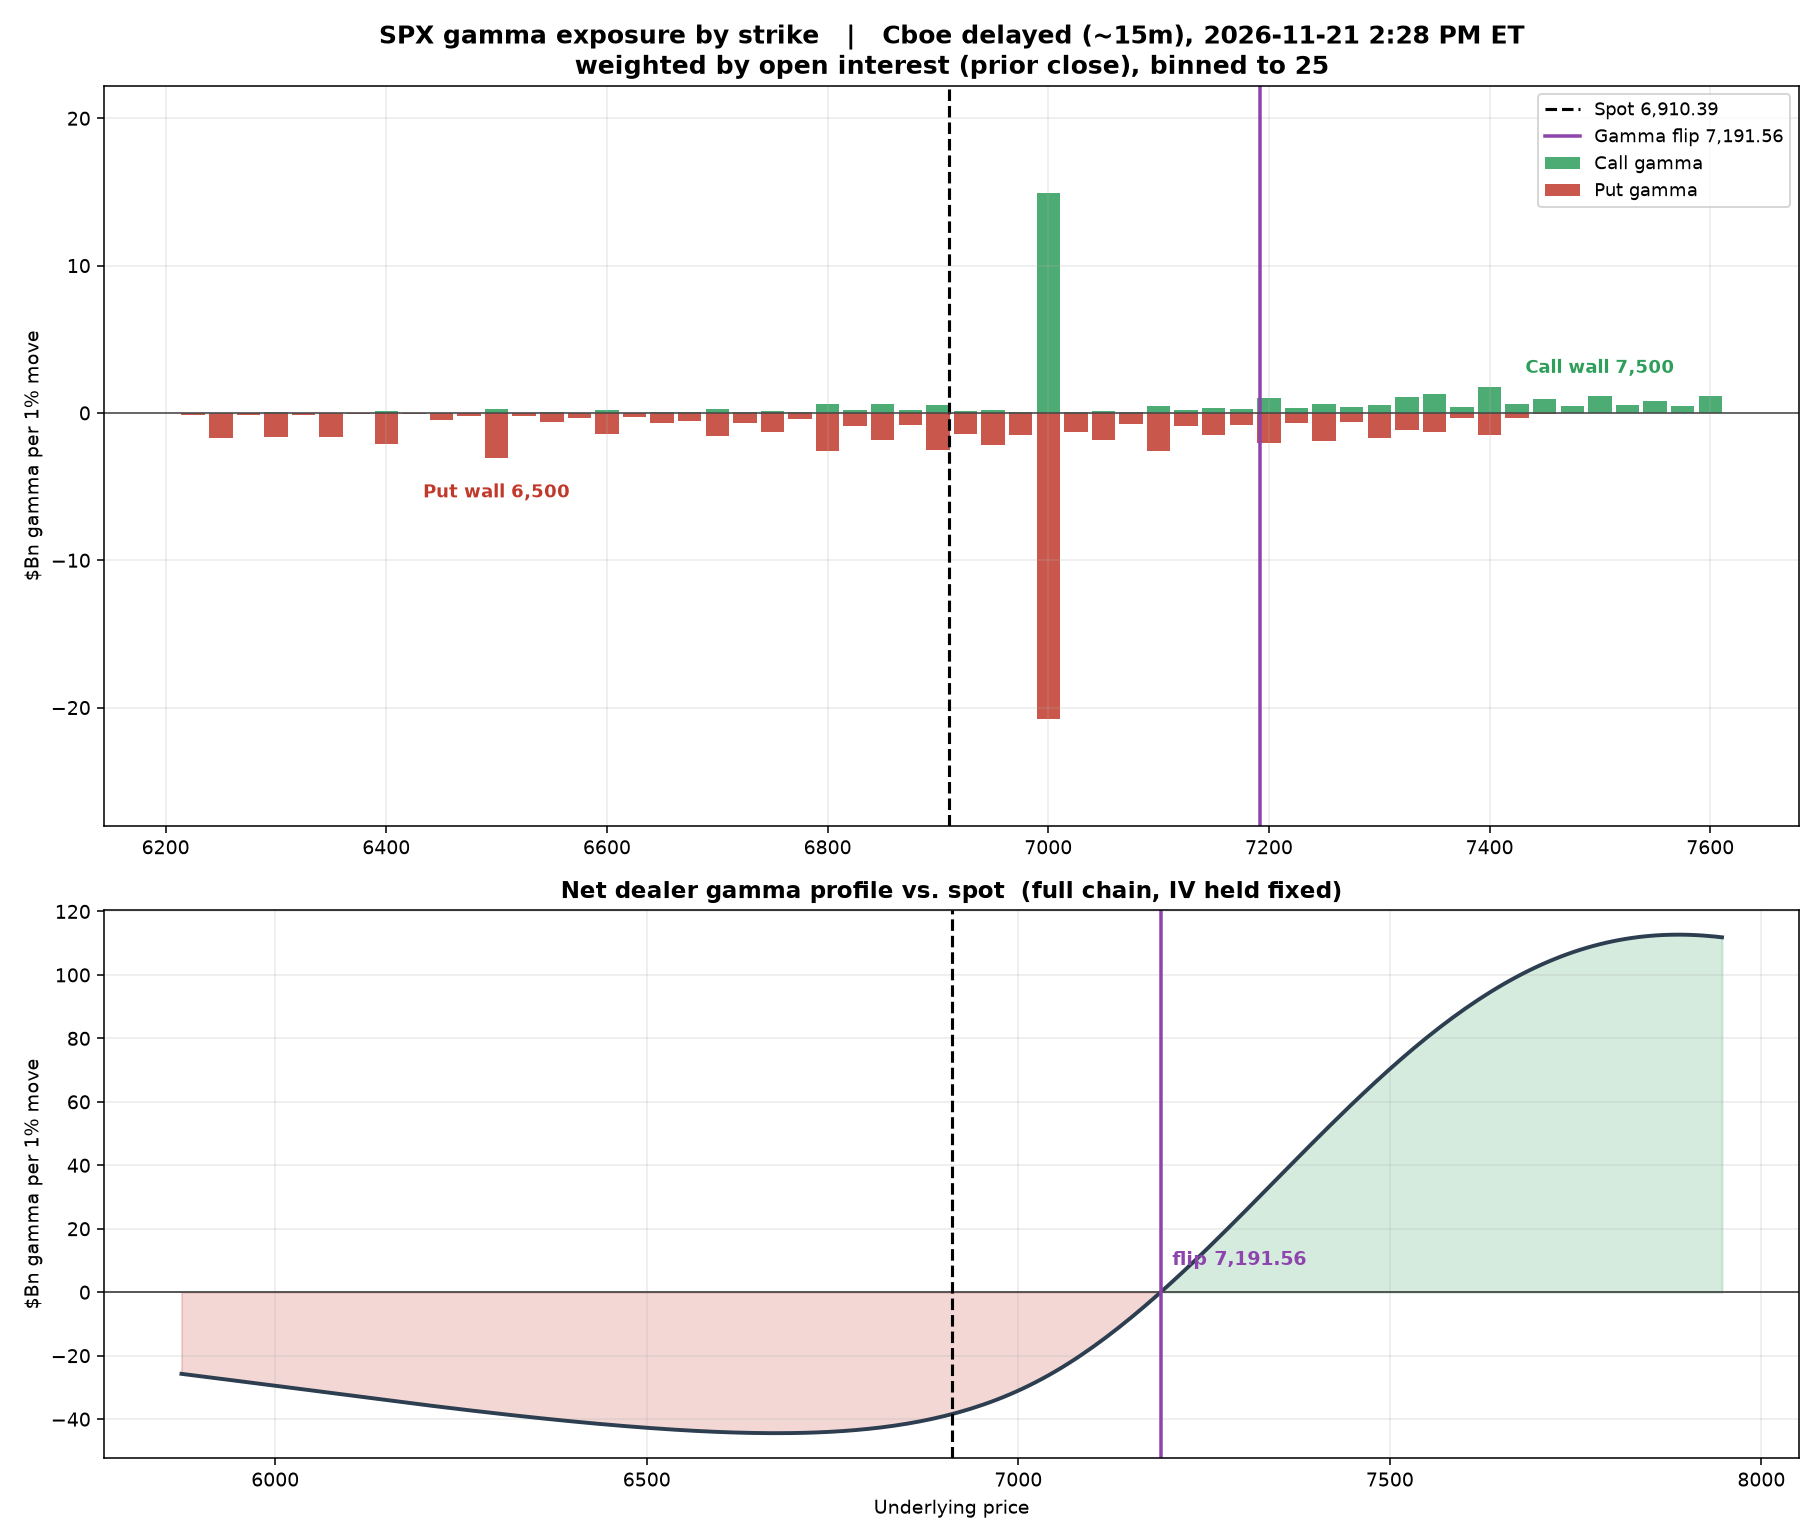 SPX gamma exposure by strike | Cboe delayed (~15m), 2026-11-21 2:28 PM ET
weighted by open interest (prior close), binned to 25
Spot 6,910.39
Gamma flip 7,191.56
Call gamma
Put gamma
$Bn gamma per 1% move
20
10
0
−10
−20
Call wall 7,500
Put wall 6,500
6200 6400 6600 6800 7000 7200 7400 7600
Net dealer gamma profile vs. spot (full chain, IV held fixed)
$Bn gamma per 1% move
120
100
80
60
40
20
0
−20
−40
flip 7,191.56
6000 6500 7000 7500 8000
Underlying price